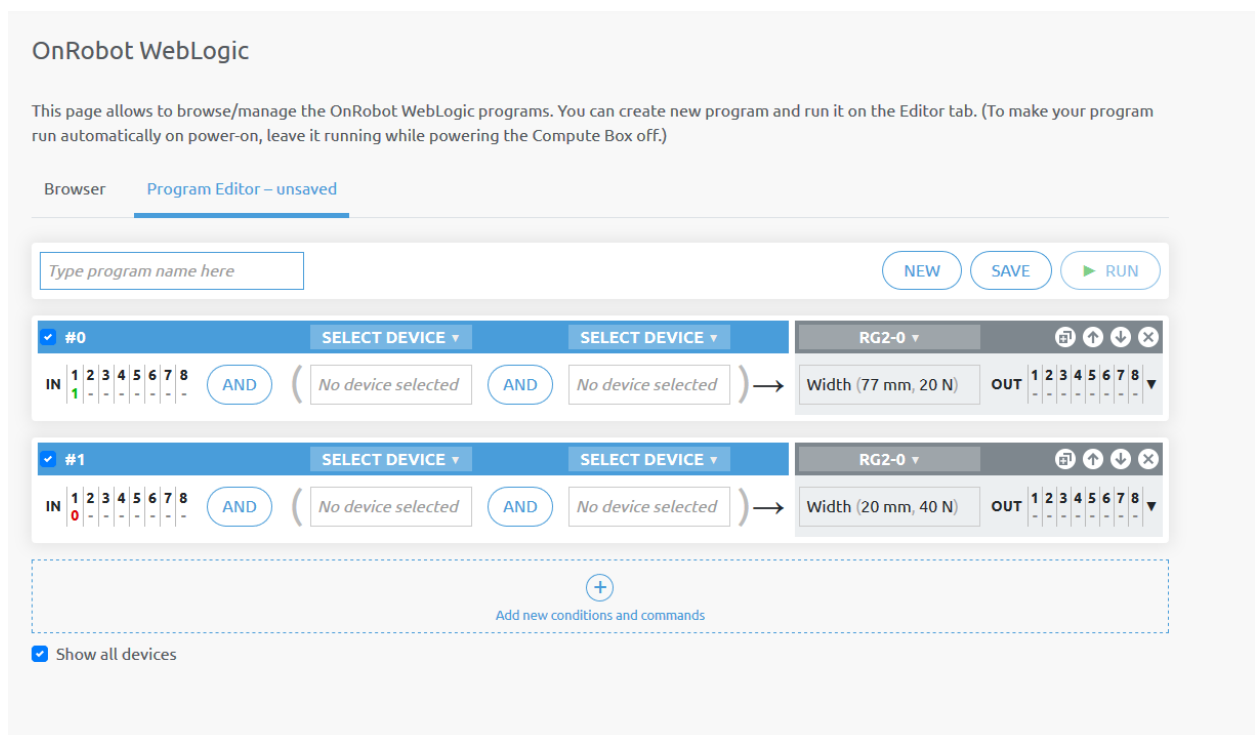 OnRobot WebLogic
This page allows to browse/manage the OnRobot WebLogic programs. You can create new program and run it on the Editor tab. (To make your program
run automatically on power-on, leave it running while powering the Compute Box off.)
Browser Program Editor – unsaved
Type program name here NEW SAVE ▶ RUN
#0 SELECT DEVICE ▾ SELECT DEVICE ▾ RG2-0 ▾
IN 1 2 3 4 5 6 7 8 AND ( No device selected AND No device selected ) → Width (77 mm, 20 N) OUT 1 2 3 4 5 6 7 8 ▼
1 - - - - - - - - - - - - - - -
#1 SELECT DEVICE ▾ SELECT DEVICE ▾ RG2-0 ▾
IN 1 2 3 4 5 6 7 8 AND ( No device selected AND No device selected ) → Width (20 mm, 40 N) OUT 1 2 3 4 5 6 7 8 ▼
0 - - - - - - - - - - - - - - -
+
Add new conditions and commands
Show all devices